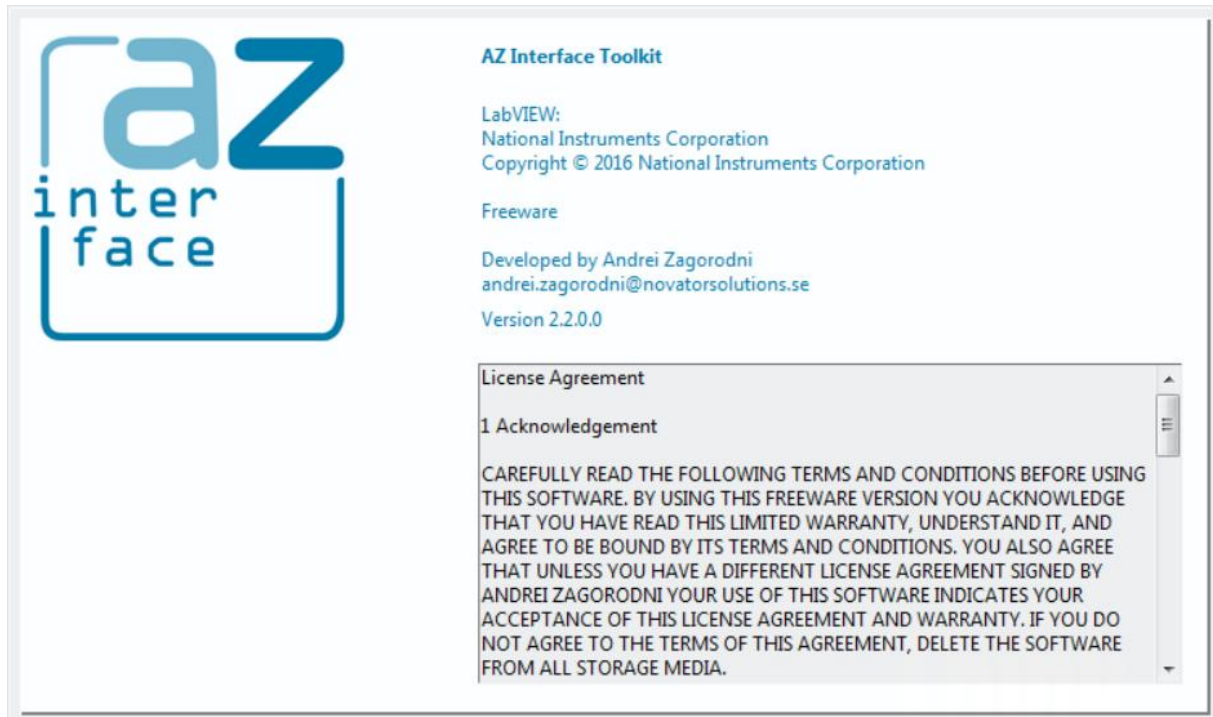 az
inter
face
AZ Interface Toolkit
LabVIEW:
National Instruments Corporation
Copyright © 2016 National Instruments Corporation
Freeware
Developed by Andrei Zagorodni
andrei.zagorodni@novatorsolutions.se
Version 2.2.0.0
License Agreement
1 Acknowledgement
CAREFULLY READ THE FOLLOWING TERMS AND CONDITIONS BEFORE USING
THIS SOFTWARE. BY USING THIS FREEWARE VERSION YOU ACKNOWLEDGE
THAT YOU HAVE READ THIS LIMITED WARRANTY, UNDERSTAND IT, AND
AGREE TO BE BOUND BY ITS TERMS AND CONDITIONS. YOU ALSO AGREE
THAT UNLESS YOU HAVE A DIFFERENT LICENSE AGREEMENT SIGNED BY
ANDREI ZAGORODNI YOUR USE OF THIS SOFTWARE INDICATES YOUR
ACCEPTANCE OF THIS LICENSE AGREEMENT AND WARRANTY. IF YOU DO
NOT AGREE TO THE TERMS OF THIS AGREEMENT, DELETE THE SOFTWARE
FROM ALL STORAGE MEDIA.